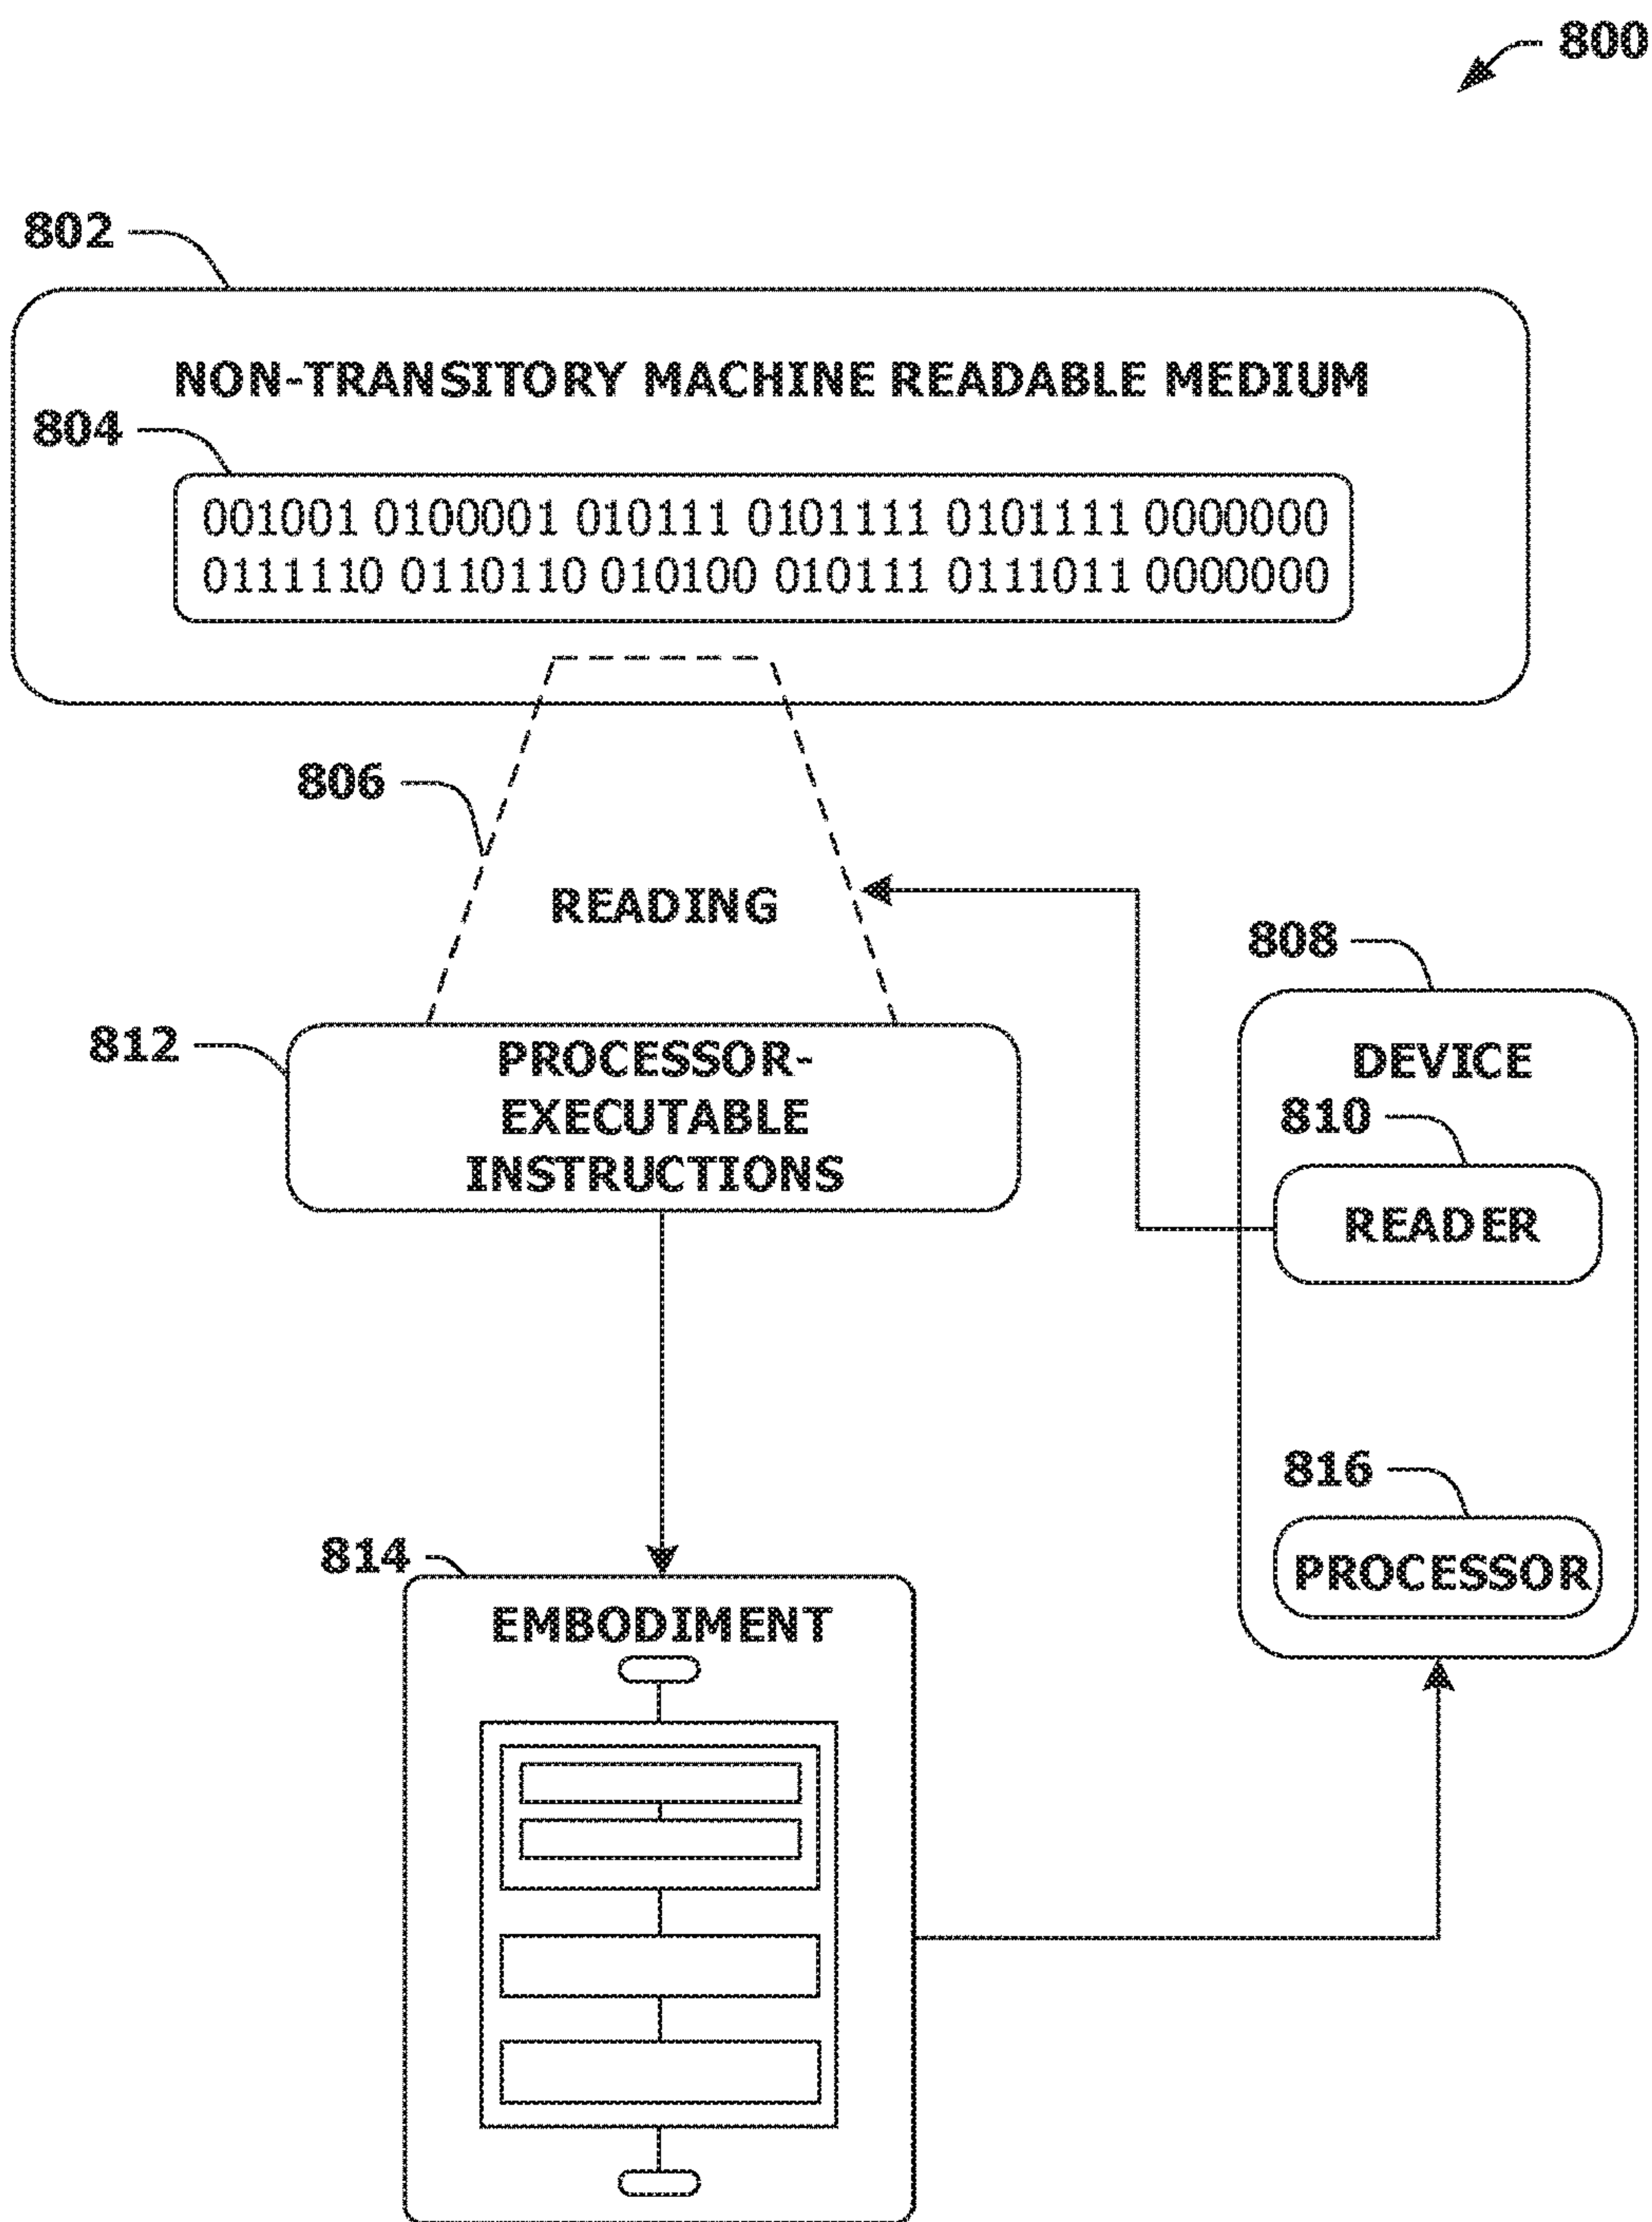 800
802
NON-TRANSITORY MACHINE READABLE MEDIUM
804
001001 0100001 010111 0101111 0101111 0000000
0111110 0110110 010100 010111 0111011 0000000
806
READING
808
812
PROCESSOR-
EXECUTABLE
INSTRUCTIONS
DEVICE
810
READER
816
PROCESSOR
814
EMBODIMENT